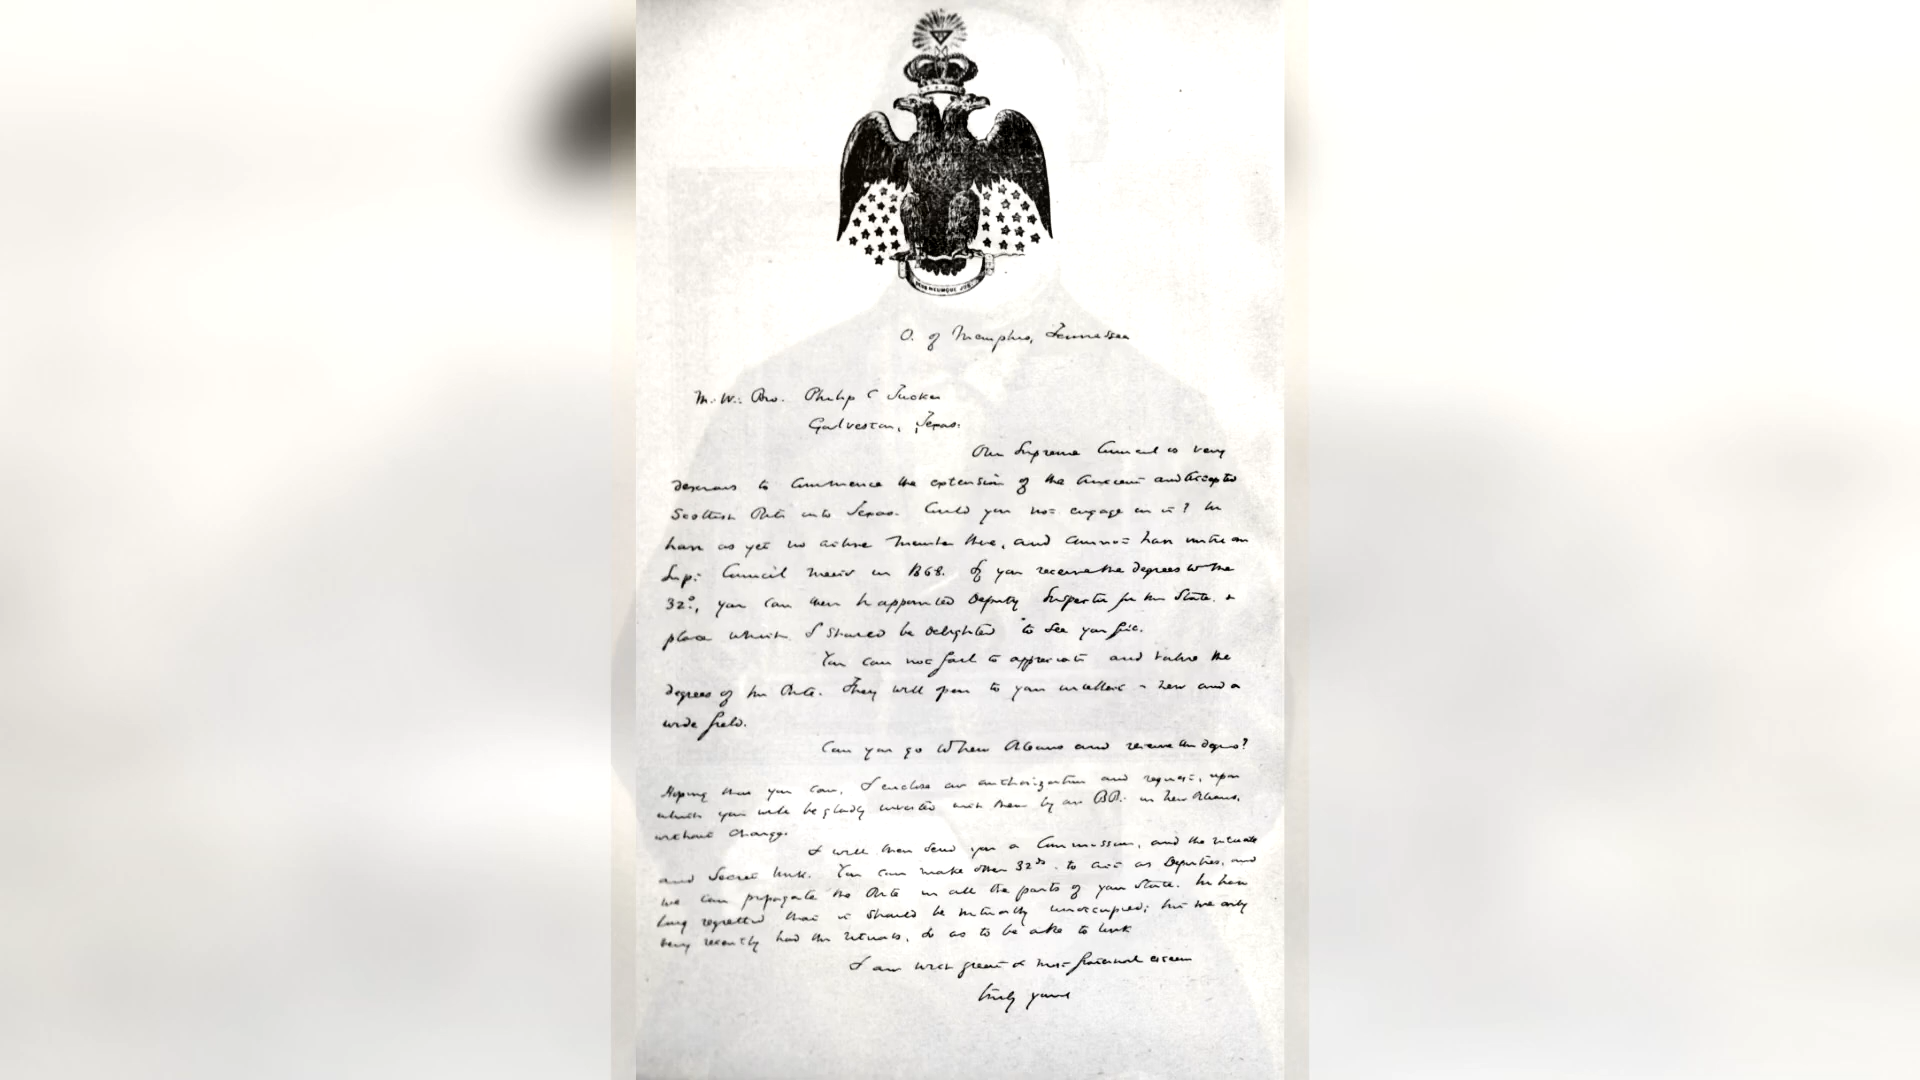 DEUS MEUMQUE JUS
O. of Memphis, Tennessee
M. W. Bro. Philip C Tucker
Galveston, Texas.
Our Supreme Council is very
desirous to commence the extension of the Ancient and Accepted
Scottish Rite into Texas. Could you not engage in it? We
have as yet no active Member there, and cannot have until our
Sup: Council meets in 1868. If you receive the degrees to the
32°., you can then be appointed Deputy Inspector for the State. a
place which I should be delighted to see you fill.
You can not fail to appreciate and value the
degrees of the Rite. They will open to your intellect a new and a
wide field.
Can you go to New Orleans and receive the degrees?
Hoping that you can, I enclose an authorization and request, upon
which you will be gladly invested with them by our BB. in New Orleans,
without charge.
I will then send you a Commission, and the rituals
and Secret work. You can make other 32ds. to act as Deputies, and
we can propagate the Rite in all the parts of your State. We have
long regretted that it should be unoccupied; but we only
very recently had the rituals, so as to be able to work
I am with great & most fraternal esteem
truly yours